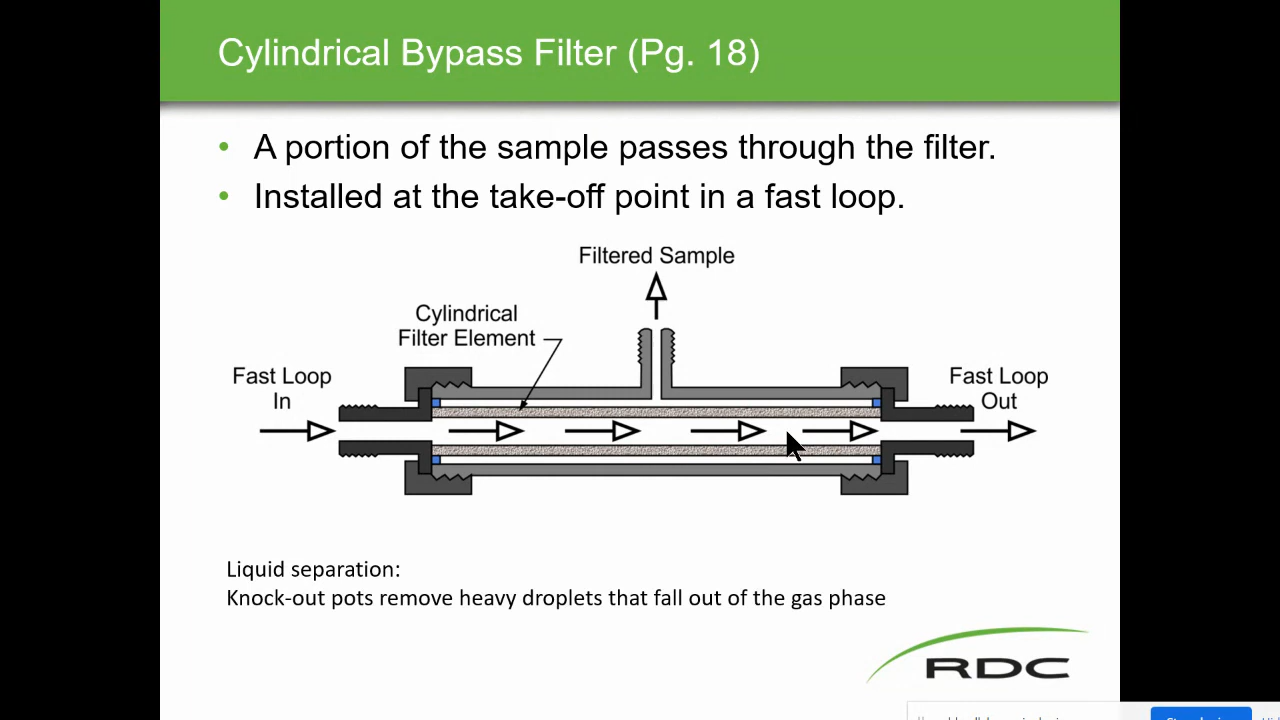 Cylindrical Bypass Filter (Pg. 18)
• A portion of the sample passes through the filter.
• Installed at the take-off point in a fast loop.
Filtered Sample
Cylindrical
Filter Element
Fast Loop
In
Fast Loop
Out
Liquid separation:
Knock-out pots remove heavy droplets that fall out of the gas phase
RDC